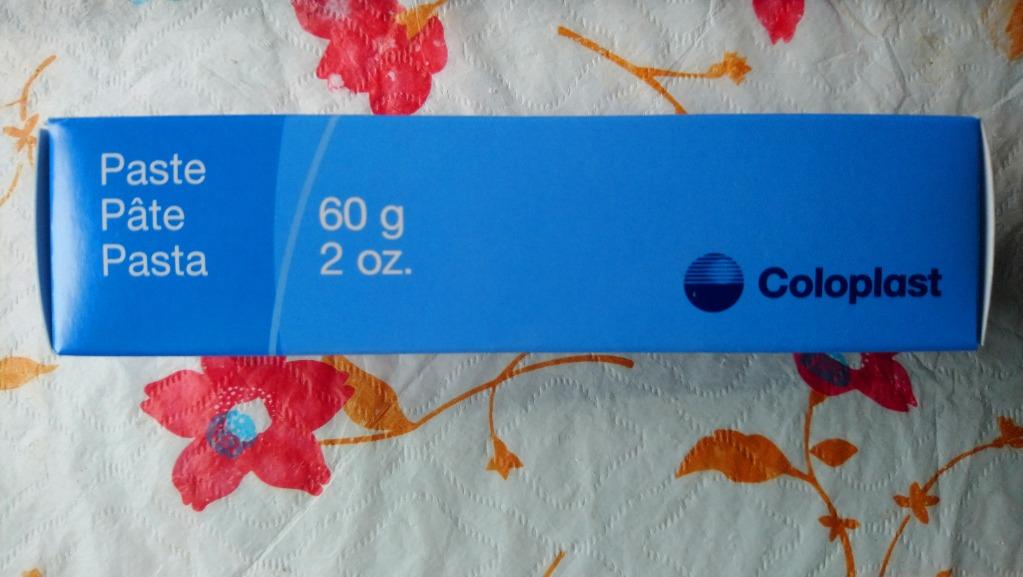 Paste
Pâte
Pasta
60 g
2 oz.
Coloplast